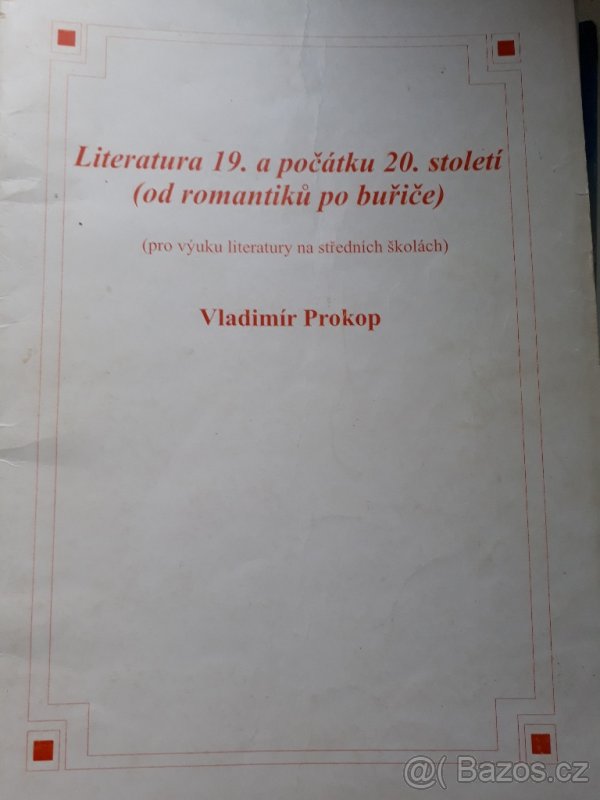 Literatura 19. a počátku 20. století
(od romantiků po buřiče)
(pro výuku literatury na středních školách)
Vladimír Prokop
@( Bazos.cz